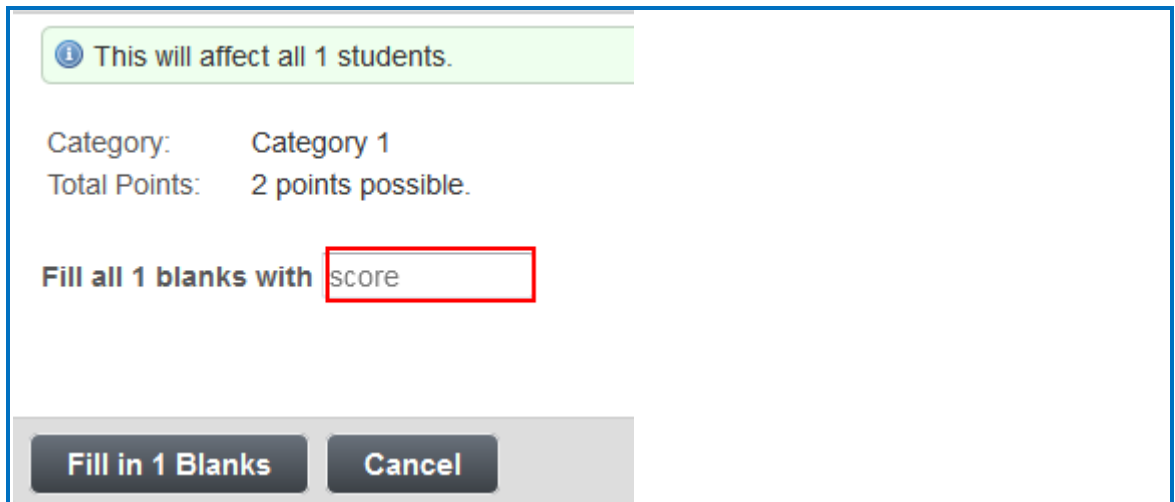 This will affect all 1 students.
Category: Category 1
Total Points: 2 points possible.
Fill all 1 blanks with score
Fill in 1 Blanks Cancel